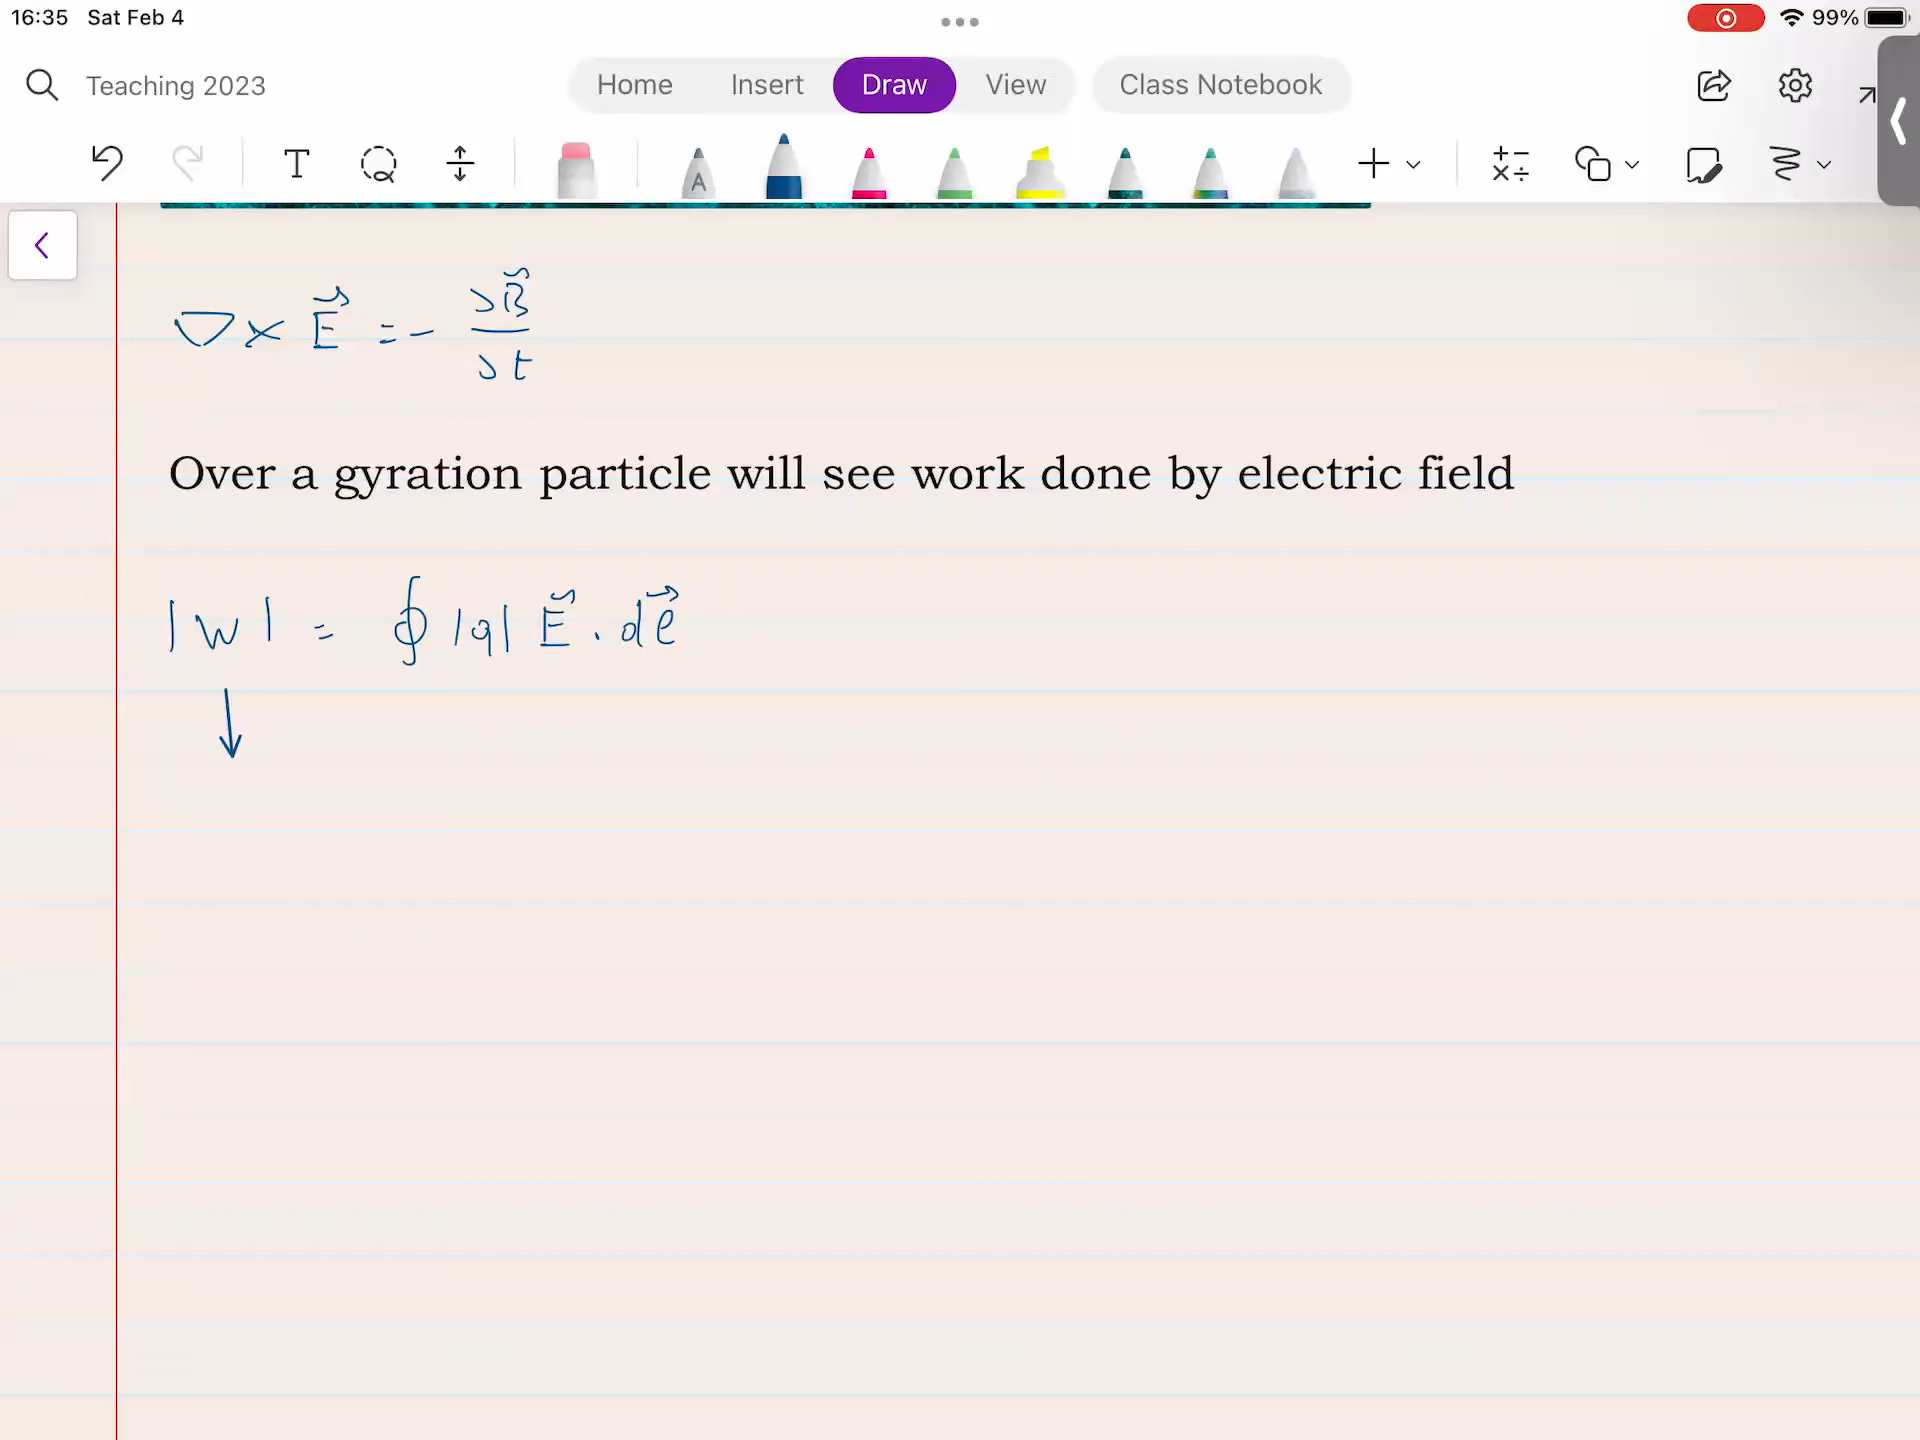 16:35 Sat Feb 4 99%
Teaching 2023 Home Insert Draw View Class Notebook
T A
∇ × E⃗ = - ∂B⃗/∂t
Over a gyration particle will see work done by electric field
|W| = ∮ |q| E⃗ . dℓ⃗
↓